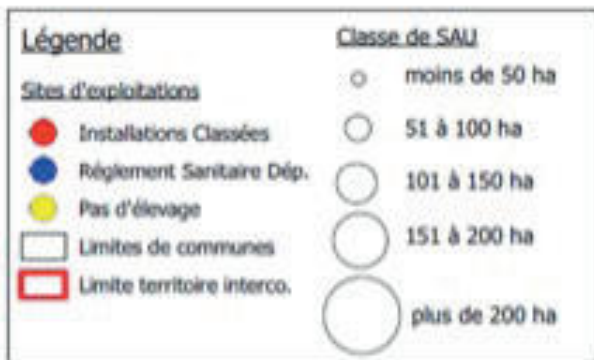 Légende
Sites d'exploitations
Installations Classées
Réglement Sanitaire Dép.
Pas d'élevage
Limites de communes
Limite territoire interco.
Classe de SAU
moins de 50 ha
51 à 100 ha
101 à 150 ha
151 à 200 ha
plus de 200 ha